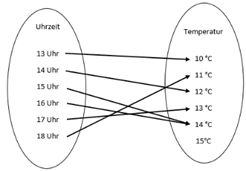 Uhrzeit
13 Uhr
14 Uhr
15 Uhr
16 Uhr
17 Uhr
18 Uhr
Temperatur
10 °C
11 °C
12 °C
13 °C
14 °C
15°C